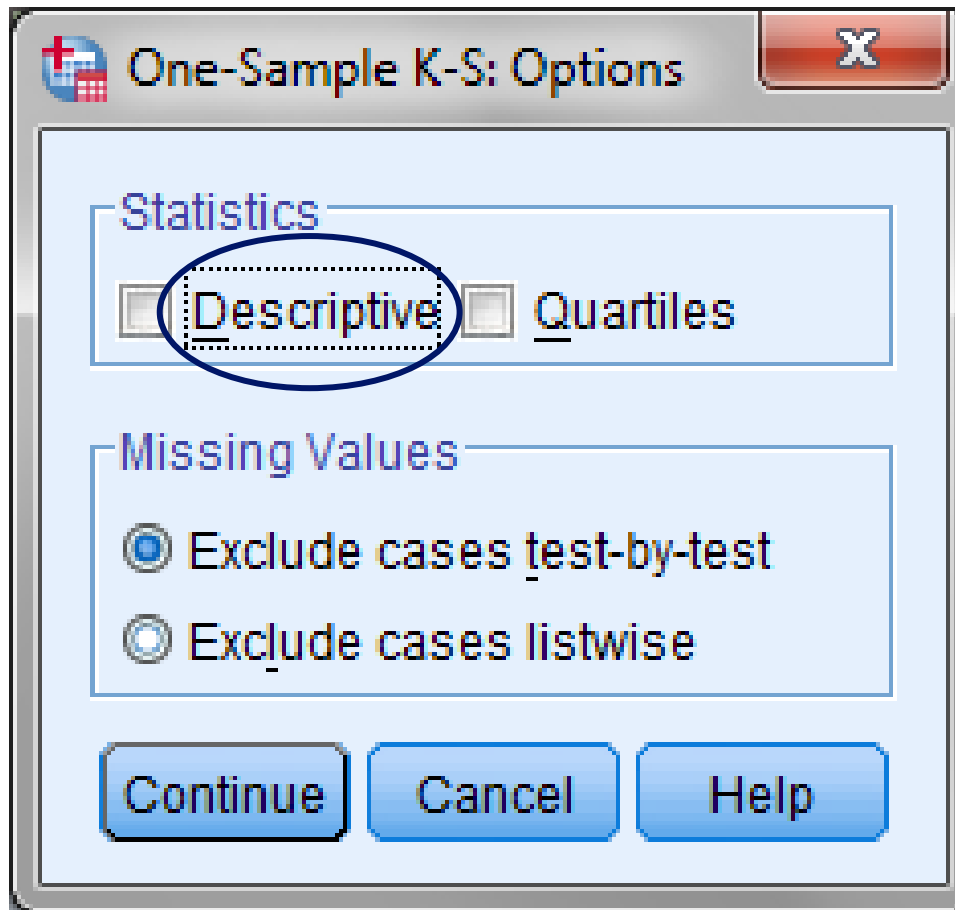 One-Sample K-S: Options
Statistics
Descriptive Quartiles
Missing Values
Exclude cases test-by-test
Exclude cases listwise
Continue Cancel Help